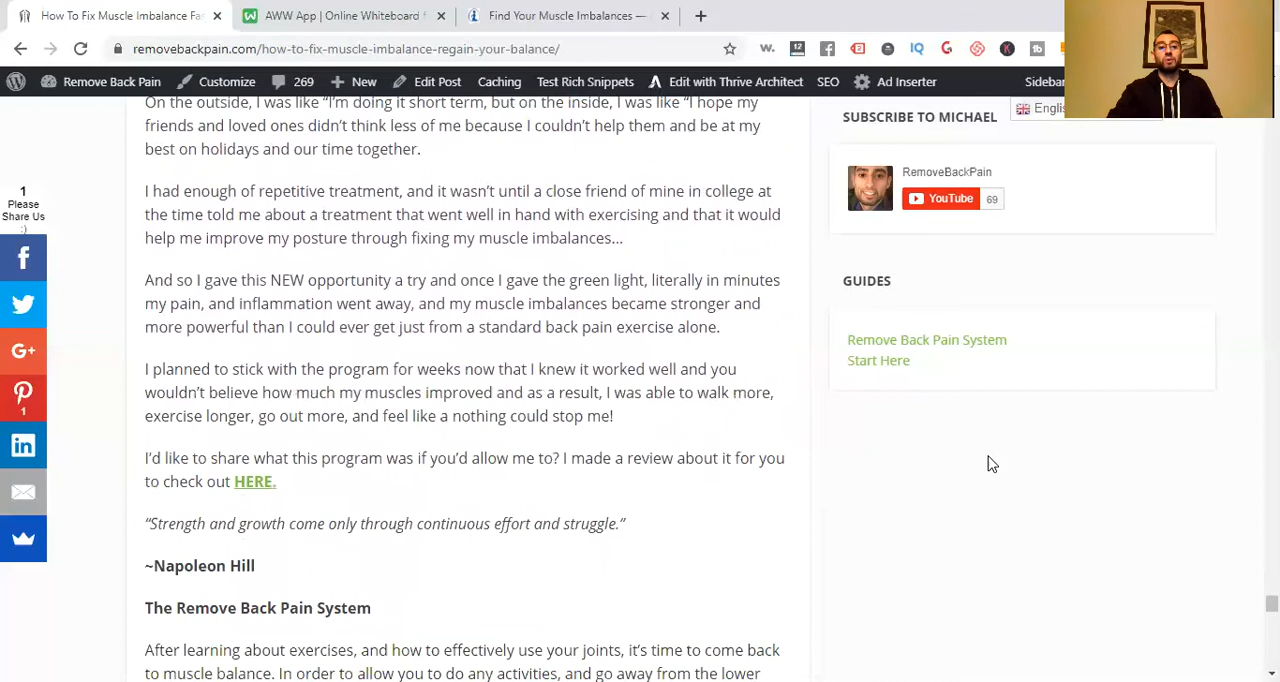 How To Fix Muscle Imbalance Fas
AWW App | Online Whiteboard f
Find Your Muscle Imbalances —
removebackpain.com/how-to-fix-muscle-imbalance-regain-your-balance/
Remove Back Pain
Customize
269
New
Edit Post
Caching
Test Rich Snippets
Edit with Thrive Architect
SEO
Ad Inserter
Sidebar
On the outside, I was like “I’m doing it short term, but on the inside, I was like “I hope my
friends and loved ones didn’t think less of me because I couldn’t help them and be at my
best on holidays and our time together.
I had enough of repetitive treatment, and it wasn’t until a close friend of mine in college at
the time told me about a treatment that went well in hand with exercising and that it would
help me improve my posture through fixing my muscle imbalances…
And so I gave this NEW opportunity a try and once I gave the green light, literally in minutes
my pain, and inflammation went away, and my muscle imbalances became stronger and
more powerful than I could ever get just from a standard back pain exercise alone.
I planned to stick with the program for weeks now that I knew it worked well and you
wouldn’t believe how much my muscles improved and as a result, I was able to walk more,
exercise longer, go out more, and feel like a nothing could stop me!
I’d like to share what this program was if you’d allow me to? I made a review about it for you
to check out HERE.
“Strength and growth come only through continuous effort and struggle.”
~Napoleon Hill
The Remove Back Pain System
After learning about exercises, and how to effectively use your joints, it’s time to come back
to muscle balance. In order to allow you to do any activities, and go away from the lower
1
Please
Share Us
:)
G+
1
in
SUBSCRIBE TO MICHAEL
Engli
RemoveBackPain
YouTube
69
GUIDES
Remove Back Pain System
Start Here